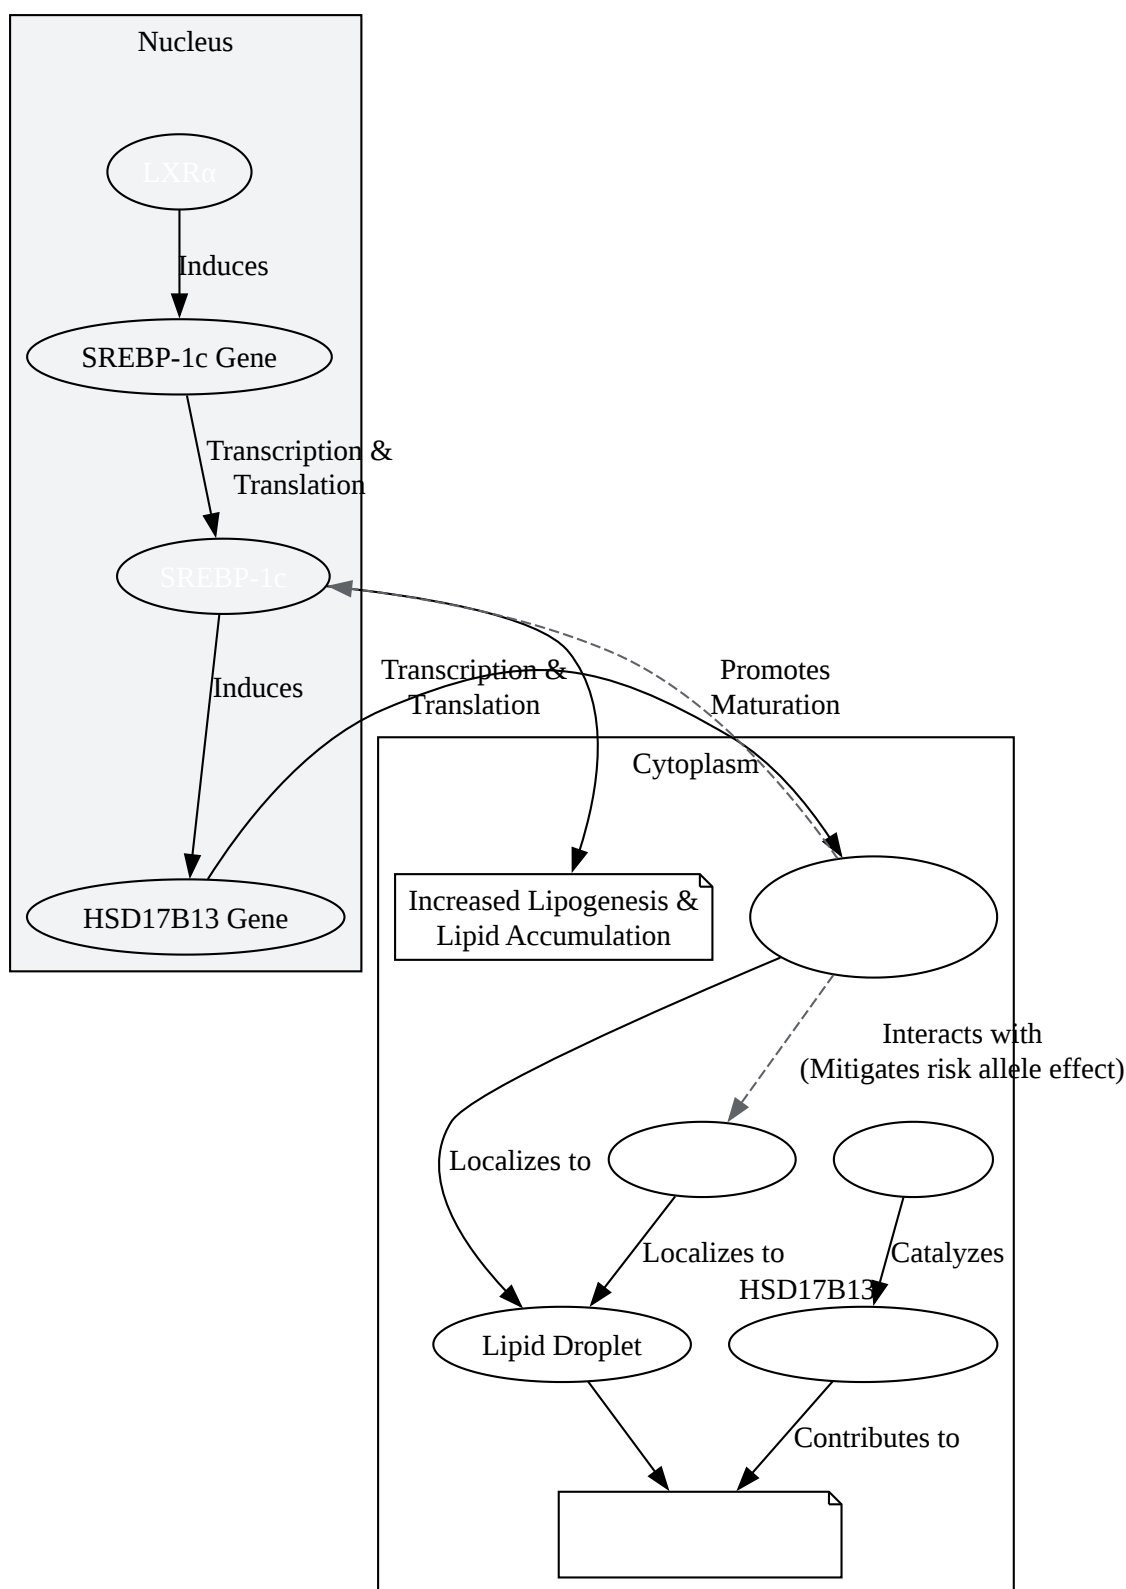 Nucleus
LXRα
Induces
SREBP-1c Gene
Transcription &
Translation
SREBP-1c
Induces
Transcription &
Translation
Promotes
Maturation
Cytoplasm
HSD17B13 Gene
Increased Lipogenesis &
Lipid Accumulation
Interacts with
(Mitigates risk allele effect)
Localizes to
Localizes to
Catalyzes
HSD17B13
Lipid Droplet
Contributes to